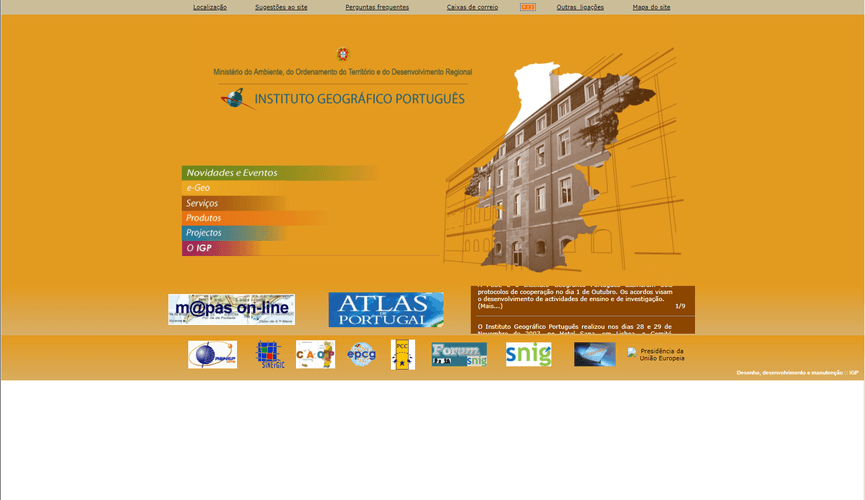 Localização Sugestões ao site Perguntas frequentes Caixas de correio Outras ligações Mapa do site
Ministério do Ambiente, do Ordenamento do Território e do Desenvolvimento Regional
INSTITUTO GEOGRÁFICO PORTUGUÊS
Novidades e Eventos
e-Geo
Serviços
Produtos
Projectos
O IGP
m@pas on-line
ATLAS
DE
PORTUGAL
protocolos de cooperação no dia 1 de Outubro. Os acordos visam
o desenvolvimento de actividades de ensino e de investigação.
(Mais...) 1/9
O Instituto Geográfico Português realizou nos dias 28 e 29 de
SiNErGIC
CAOP
epcg
PCC
Forum
snig
snig
Presidência da
União Europeia
Desenho, desenvolvimento e manutenção :: IGP